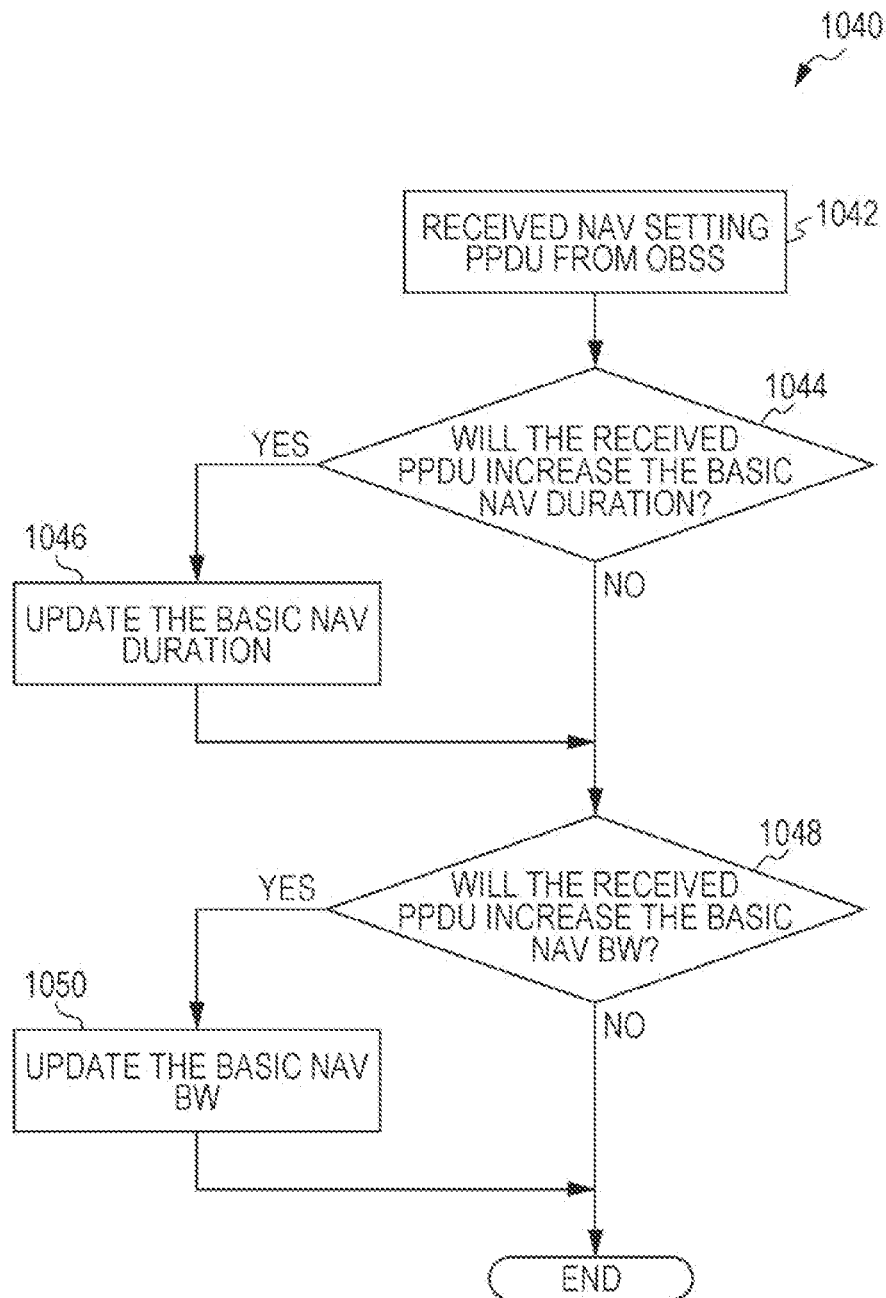 1040
RECEIVED NAV SETTING
PPDU FROM OBSS
1042
1044
WILL THE RECEIVED
PPDU INCREASE THE BASIC
NAV DURATION?
YES
NO
1046
UPDATE THE BASIC NAV
DURATION
1048
WILL THE RECEIVED
PPDU INCREASE THE BASIC
NAV BW?
YES
NO
1050
UPDATE THE BASIC NAV
BW
END